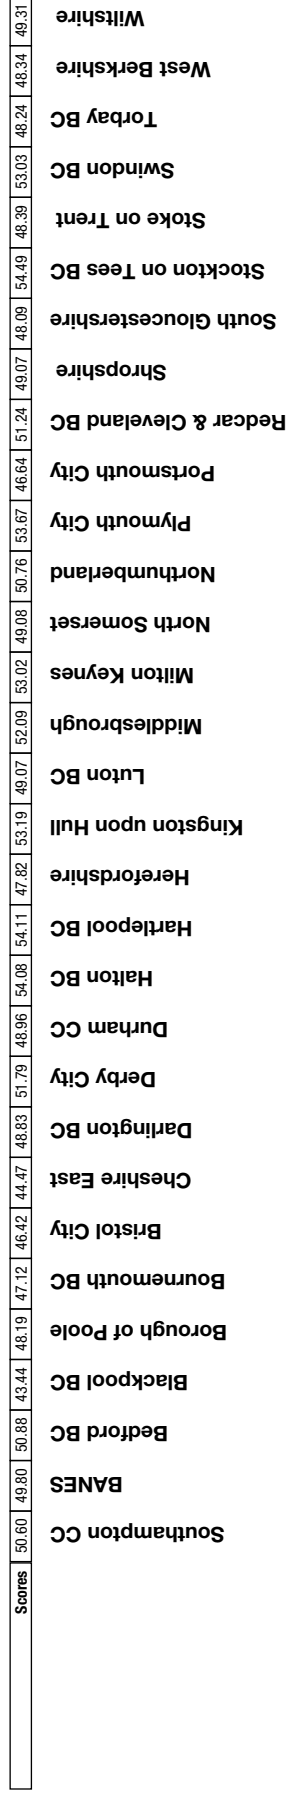 Scores 50.60 49.80 50.88 43.44 48.19 47.12 46.42 44.47 48.83 51.79 48.96 54.08 54.11 47.82 53.19 49.07 52.09 53.02 49.08 50.76 53.67 46.64 51.24 49.07 48.09 54.49 48.39 53.03 48.24 48.34 49.31
Southampton CC
BANES
Bedford BC
Blackpool BC
Borough of Poole
Bournemouth BC
Bristol City
Cheshire East
Darlington BC
Derby City
Durham CC
Halton BC
Hartlepool BC
Herefordshire
Kingston upon Hull
Luton BC
Middlesbrough
Milton Keynes
North Somerset
Northumberland
Plymouth City
Portsmouth City
Redcar & Cleveland BC
Shropshire
South Gloucestershire
Stockton on Tees BC
Stoke on Trent
Swindon BC
Torbay BC
West Berkshire
Wiltshire